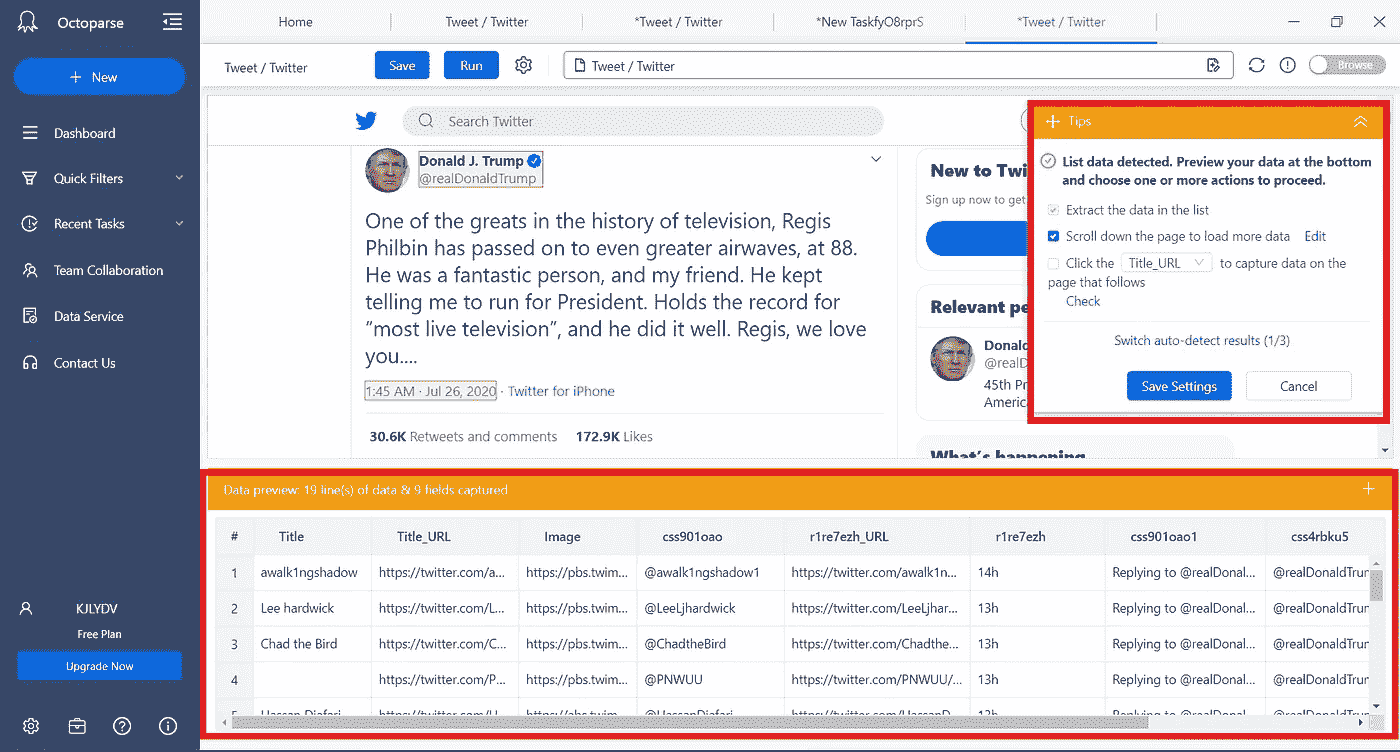 Octoparse
Home
Tweet / Twitter
*Tweet / Twitter
*New TaskfyO8rprS
*Tweet / Twitter
+ New
Dashboard
Quick Filters
Recent Tasks
Team Collaboration
Data Service
Contact Us
KJLYDV
Free Plan
Upgrade Now
Tweet / Twitter
Save
Run
Tweet / Twitter
Browse
Search Twitter
Donald J. Trump
@realDonaldTrump
One of the greats in the history of television, Regis
Philbin has passed on to even greater airwaves, at 88.
He was a fantastic person, and my friend. He kept
telling me to run for President. Holds the record for
“most live television”, and he did it well. Regis, we love
you....
1:45 AM · Jul 26, 2020 · Twitter for iPhone
30.6K Retweets and comments 172.9K Likes
New to Twi
Sign up now to get
Relevant pe
Donald
@realD
45th Pr
America
What's happening
Tips
List data detected. Preview your data at the bottom
and choose one or more actions to proceed.
Extract the data in the list
Scroll down the page to load more data Edit
Click the Title_URL to capture data on the
page that follows
Check
Switch auto-detect results (1/3)
Save Settings
Cancel
Data preview: 19 line(s) of data & 9 fields captured
# Title Title_URL Image css901oao r1re7ezh_URL r1re7ezh css901oao1 css4rbku5
1 awalk1ngshadow https://twitter.com/a... https://pbs.twim... @awalk1ngshadow1 https://twitter.com/awalk1n... 14h Replying to @realDonal... @realDonaldTrun
2 Lee hardwick https://twitter.com/L... https://pbs.twim... @LeeLjhardwick https://twitter.com/LeeLjhar... 13h Replying to @realDonal... @realDonaldTrun
3 Chad the Bird https://twitter.com/C... https://pbs.twim... @ChadtheBird https://twitter.com/Chadthe... 13h Replying to @realDonal... @realDonaldTrun
4 https://twitter.com/P... https://pbs.twim... @PNWUU https://twitter.com/PNWUU/... 13h Replying to @realDonal... @realDonaldTrun